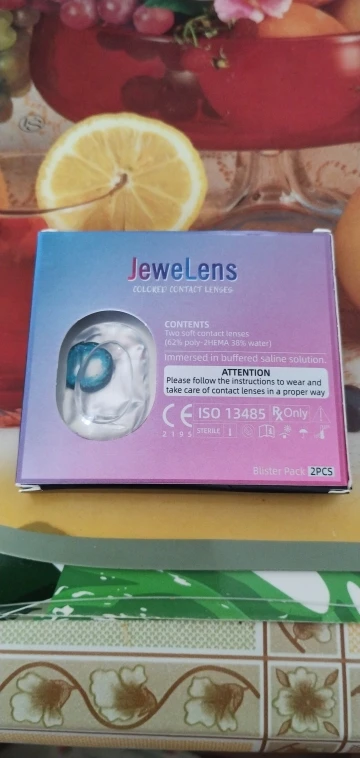 JeweLens
COLORED CONTACT LENSES
CONTENTS
Two soft contact lenses
(62% poly-2HEMA 38% water)
Immersed in buffered saline solution.
ATTENTION
Please follow the instructions to wear and
take care of contact lenses in a proper way
CE ISO 13485 Rx Only
2195 STERILE
Blister Pack 2PCS